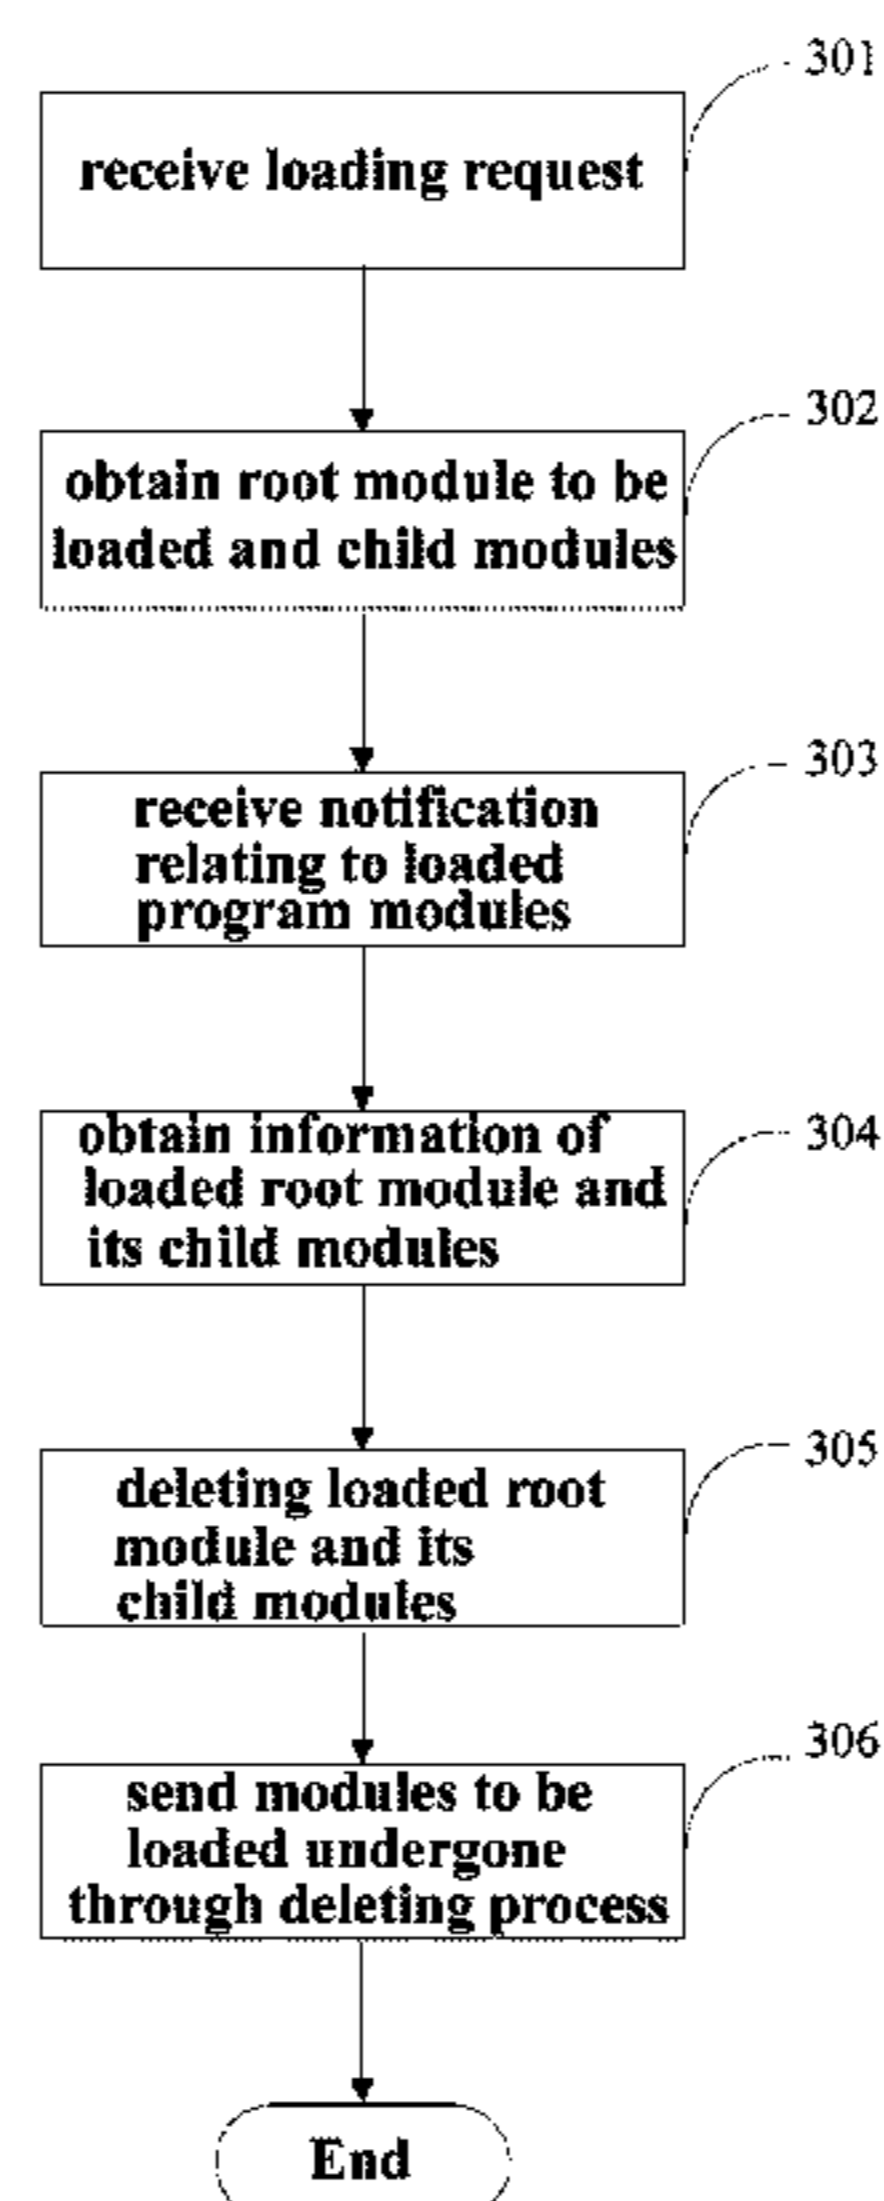 301
receive loading request
302
obtain root module to be
loaded and child modules
303
receive notification
relating to loaded
program modules
304
obtain information of
loaded root module and
its child modules
305
deleting loaded root
module and its
child modules
306
send modules to be
loaded undergone
through deleting process
End